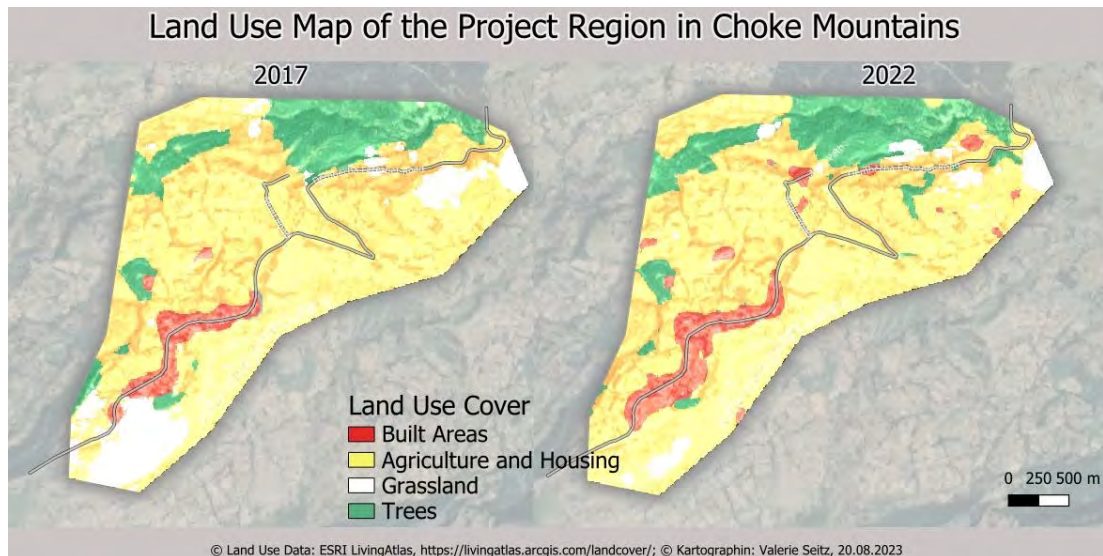 Land Use Map of the Project Region in Choke Mountains
2017
2022
Land Use Cover
Built Areas
Agriculture and Housing
Grassland
Trees
0 250 500 m
© Land Use Data: ESRI LivingAtlas, https://livingatlas.arcgis.com/landcover/; © Kartographin: Valerie Seitz, 20.08.2023